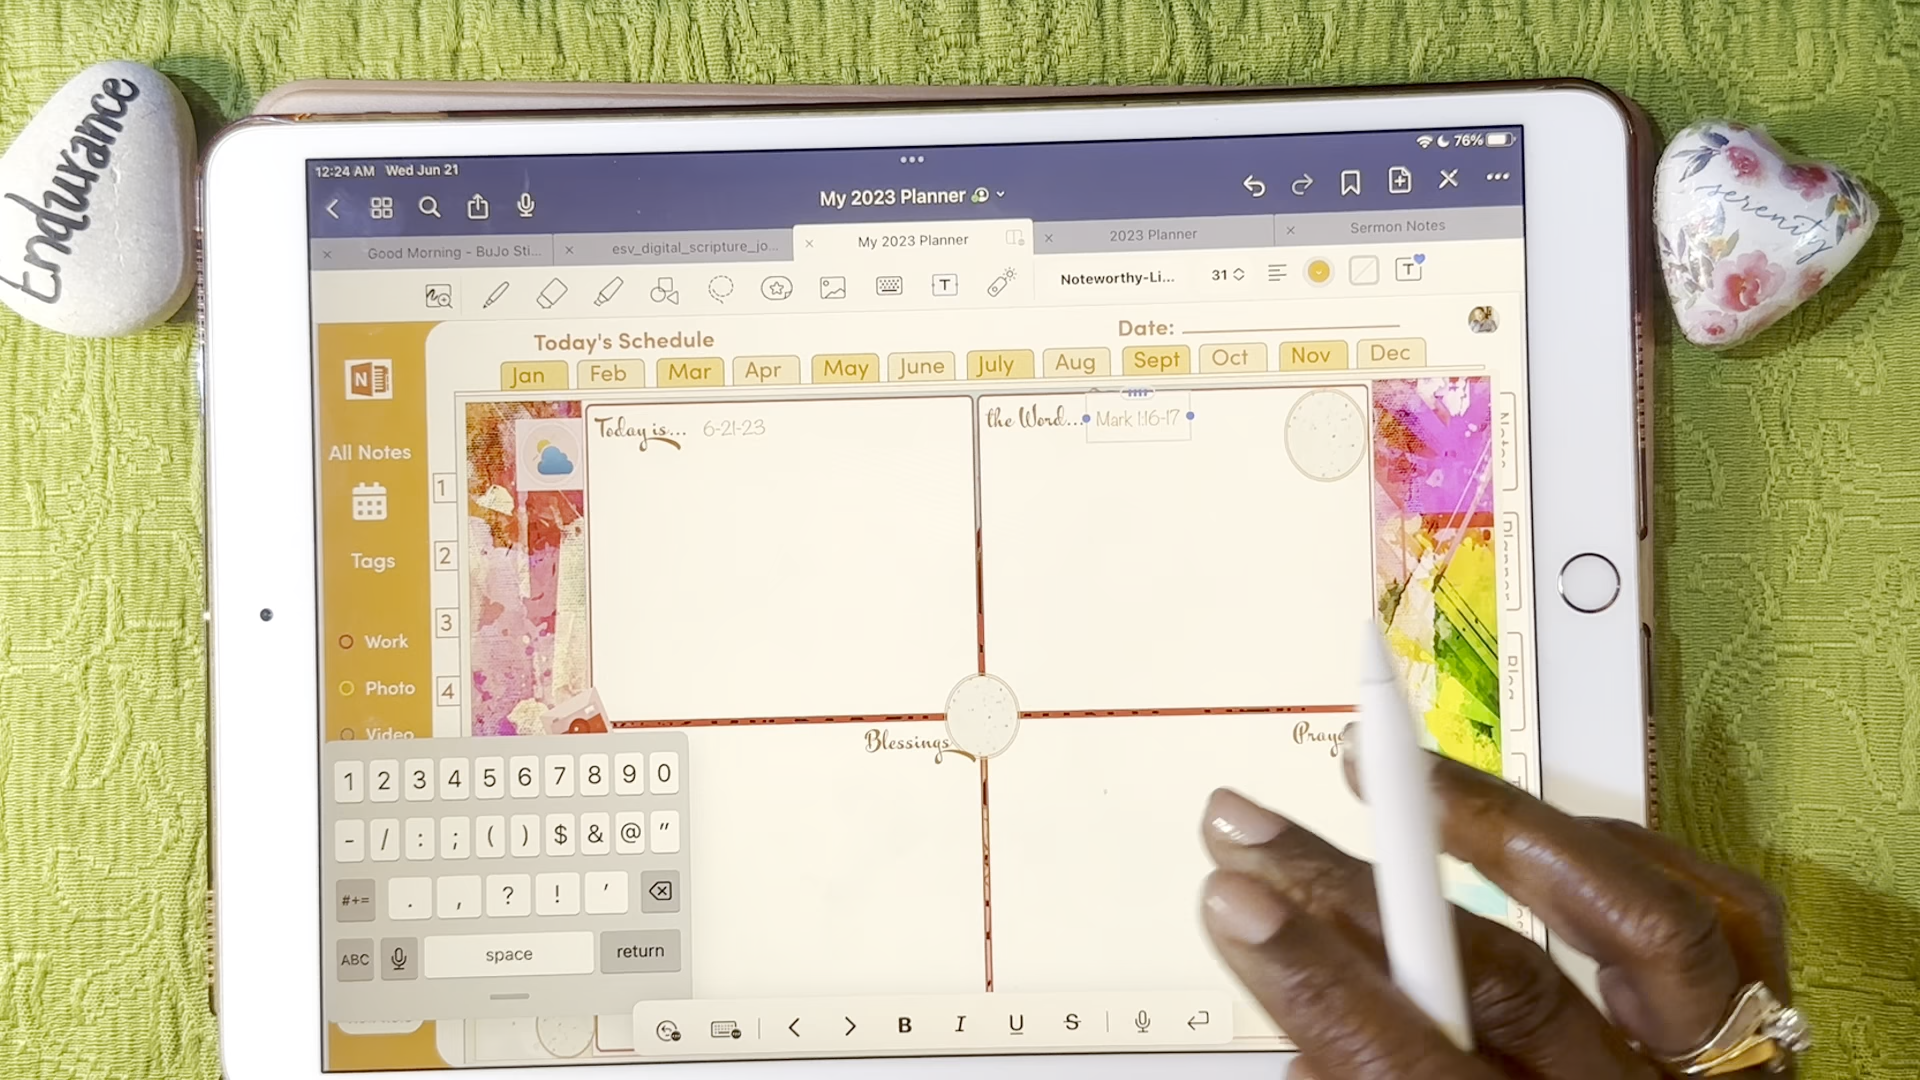 Endurance
serenity
12:24 AM Wed Jun 21
76%
My 2023 Planner
Good Morning - BuJo Sti...
esv_digital_scripture_jo...
My 2023 Planner
2023 Planner
Sermon Notes
Noteworthy-Li...
31
T
T
Today's Schedule
Date:
Jan
Feb
Mar
Apr
May
June
July
Aug
Sept
Oct
Nov
Dec
N
All Notes
Tags
Work
Photo
Video
1
2
3
4
Today is...
6-21-23
the Word...
Mark 1:16-17
Blessings
Notes
Planner
1 2 3 4 5 6 7 8 9 0
- / : ; ( ) $ & @ "
#+= . , ? ! '
ABC space return
B I U S